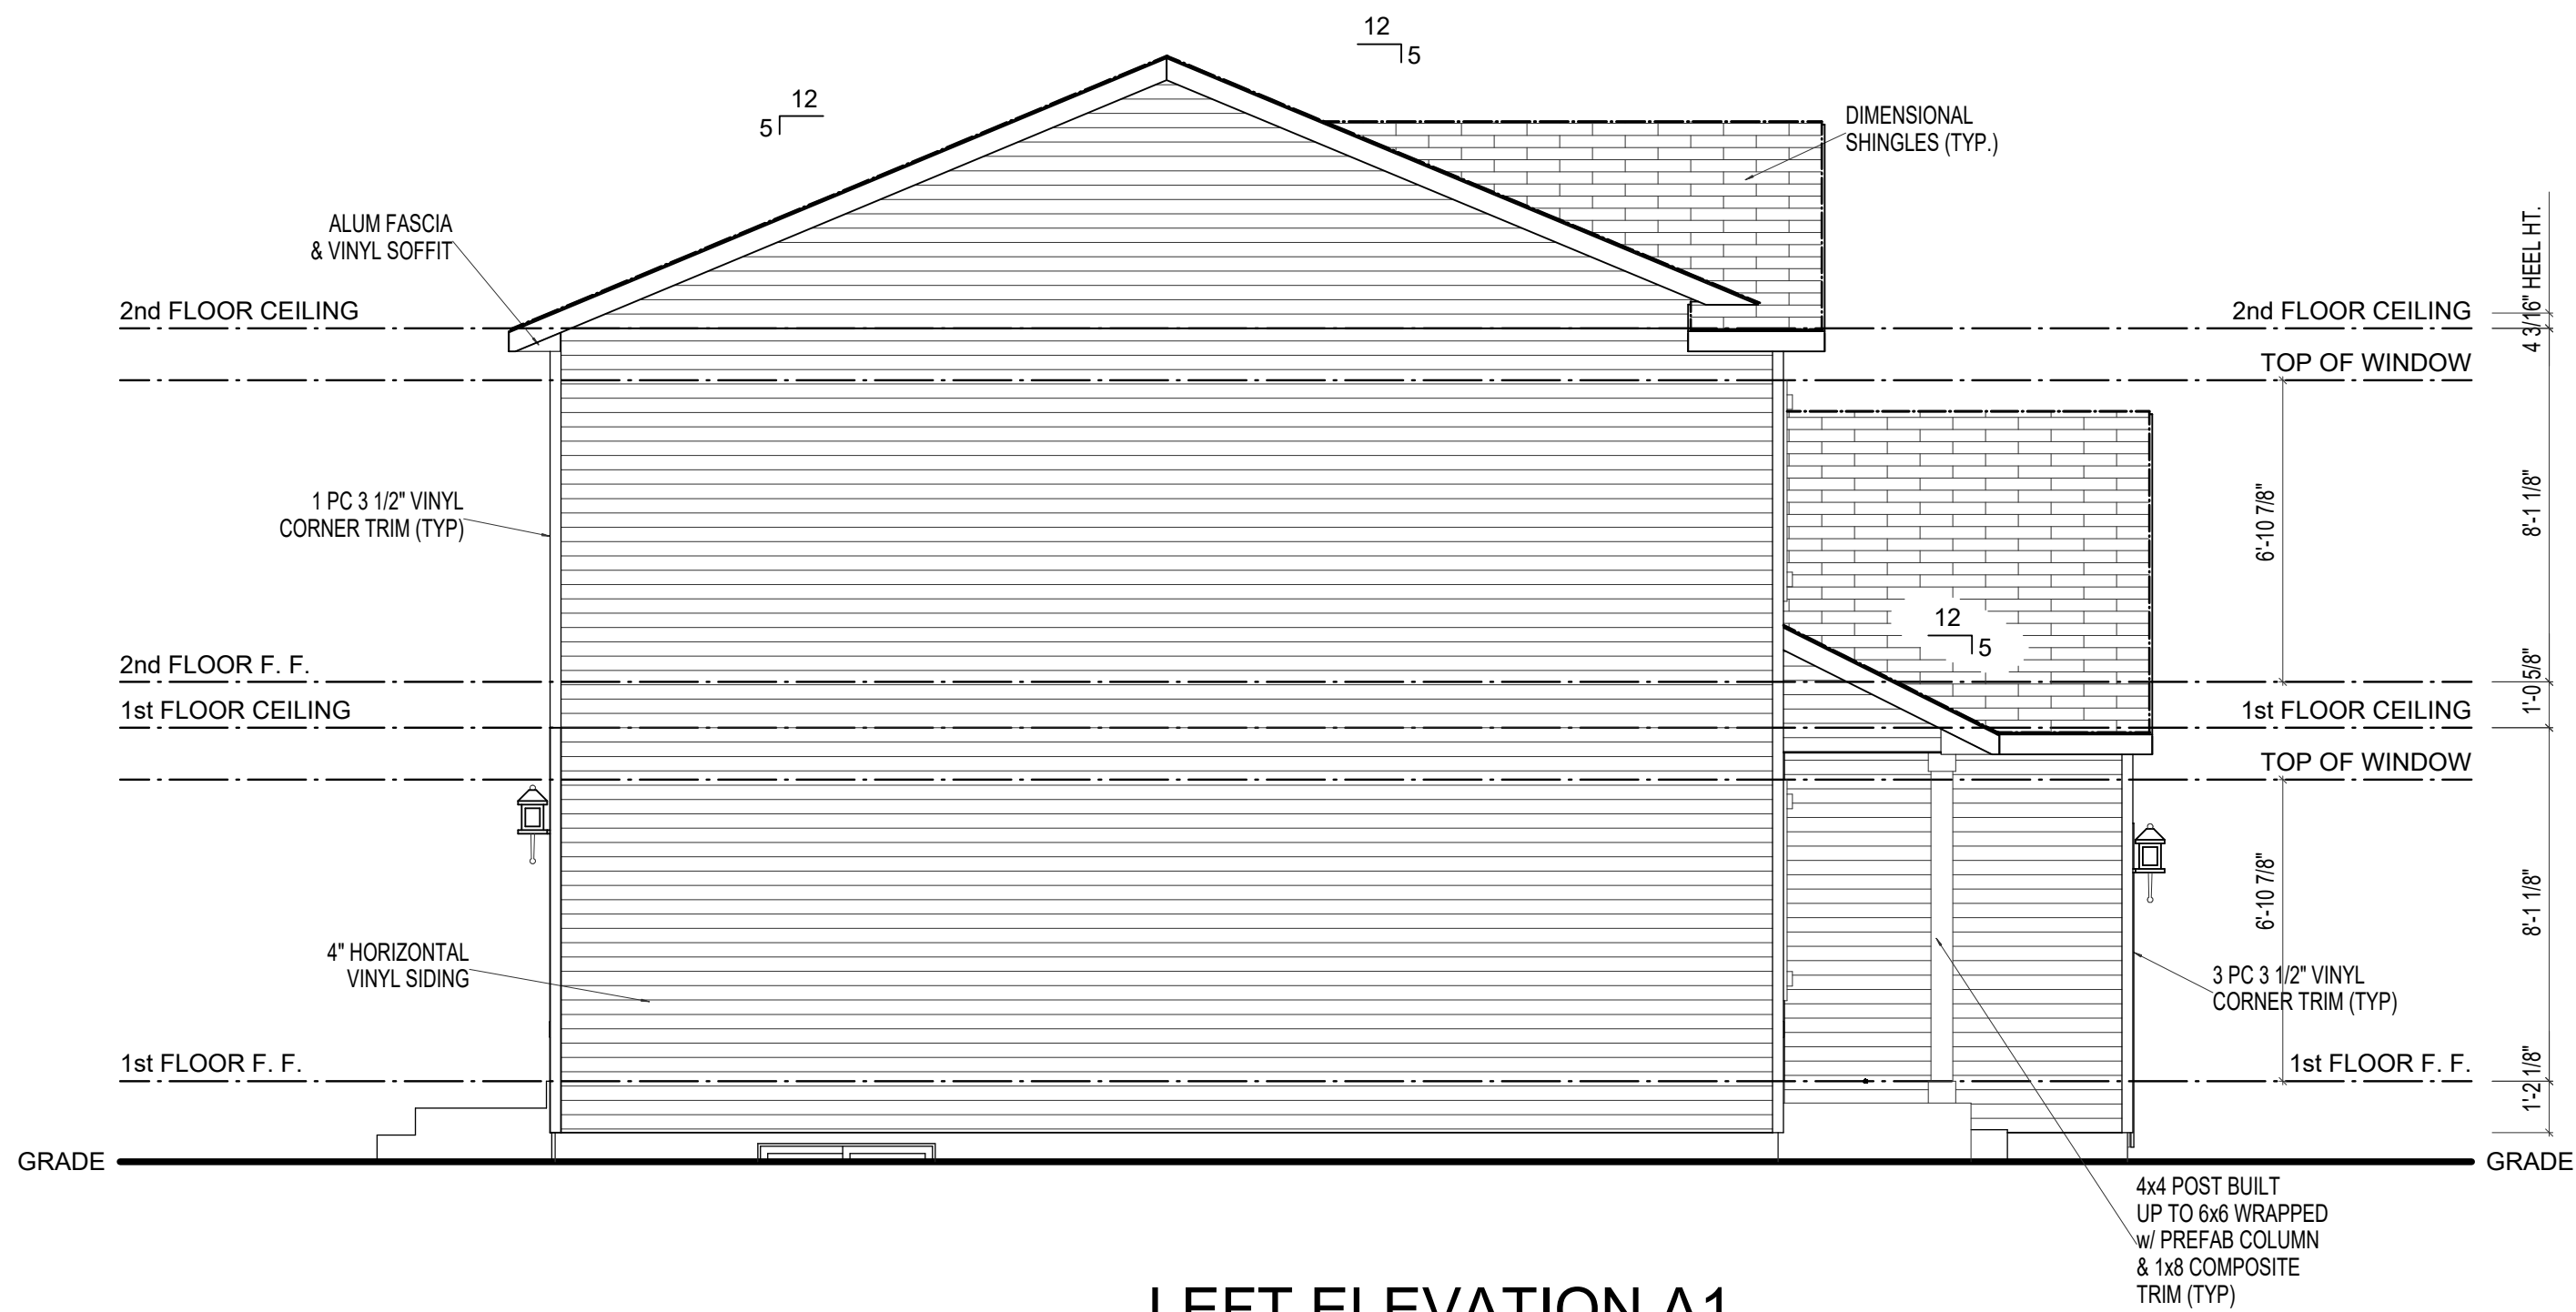 12
5
12
5
DIMENSIONAL
SHINGLES (TYP.)
ALUM FASCIA
& VINYL SOFFIT
4 3/16" HEEL HT.
2nd FLOOR CEILING
2nd FLOOR CEILING
TOP OF WINDOW
1 PC 3 1/2" VINYL
CORNER TRIM (TYP)
6'-10 7/8"
8'-1 1/8"
12
5
2nd FLOOR F. F.
1'-0 5/8"
1st FLOOR CEILING
1st FLOOR CEILING
TOP OF WINDOW
6'-10 7/8"
8'-1 1/8"
4" HORIZONTAL
VINYL SIDING
3 PC 3 1/2" VINYL
CORNER TRIM (TYP)
1st FLOOR F. F.
1st FLOOR F. F.
1'-2 1/8"
GRADE
GRADE
4x4 POST BUILT
UP TO 6x6 WRAPPED
w/ PREFAB COLUMN
& 1x8 COMPOSITE
TRIM (TYP)
LEFT ELEVATION A1